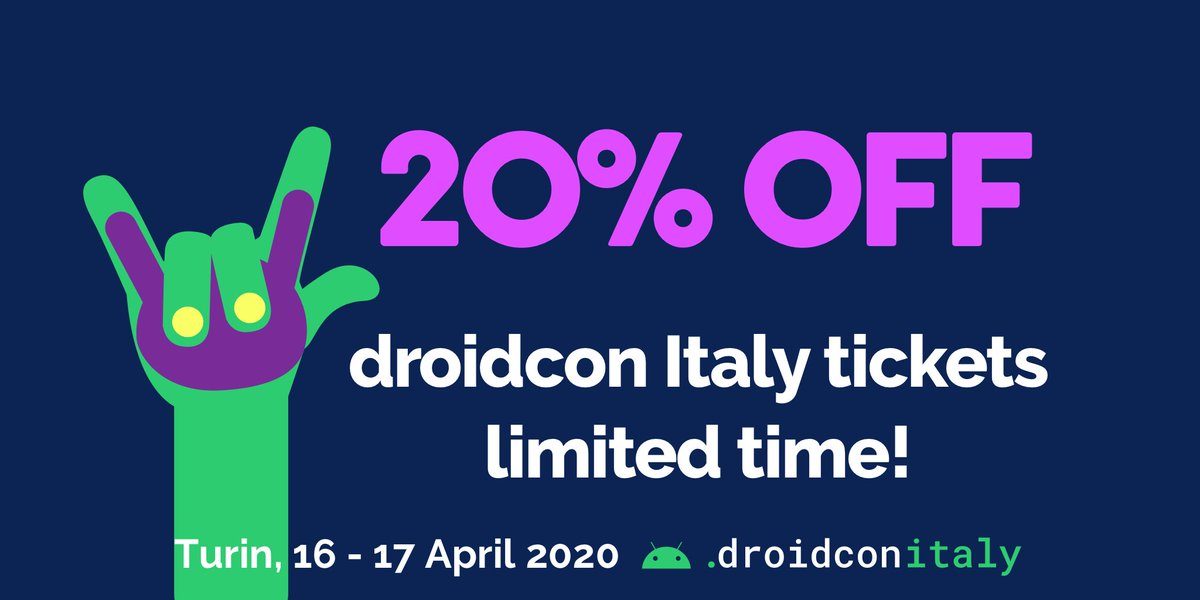 20% OFF
droidcon Italy tickets
limited time!
Turin, 16 - 17 April 2020 .droidconitaly